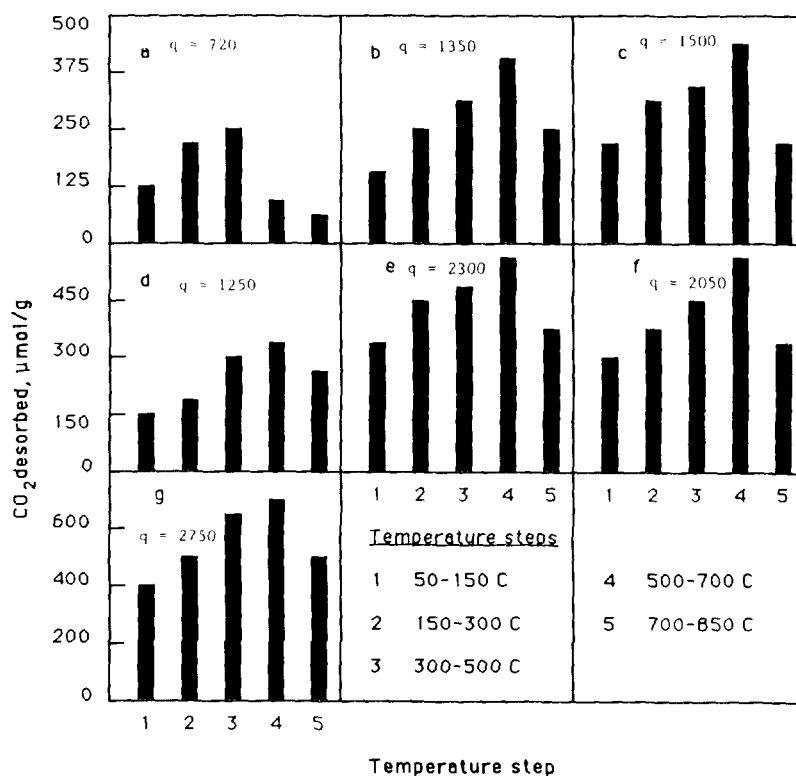 500
375
250
125
0
a q = 720
b q = 1350
c q = 1500
450
300
150
0
d q = 1250
e q = 2300
f q = 2050
600
400
200
0
g
q = 2750
1 2 3 4 5
1 2 3 4 5
1 2 3 4 5
CO2 desorbed, µmol/g
Temperature steps
1 50-150 C
2 150-300 C
3 300-500 C
4 500-700 C
5 700-850 C
Temperature step